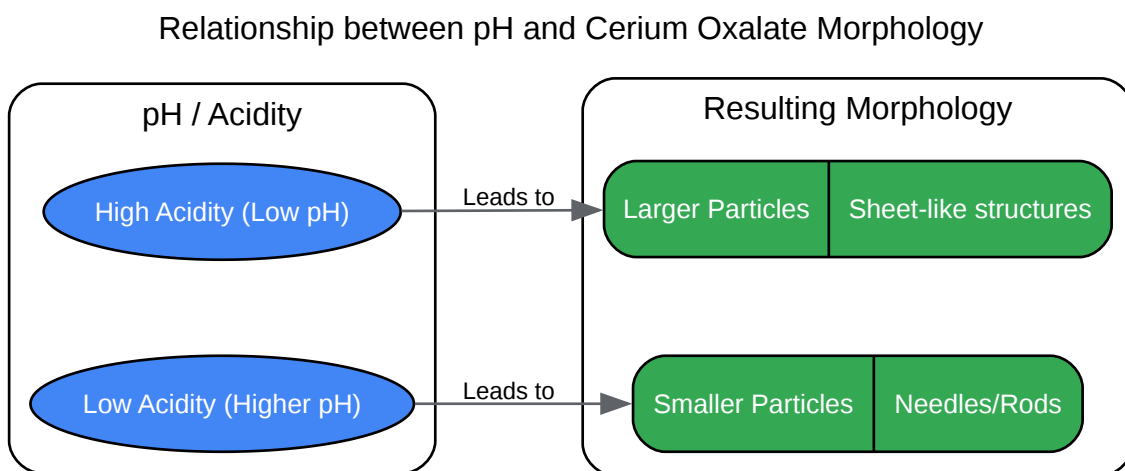 Relationship between pH and Cerium Oxalate Morphology
pH / Acidity
Resulting Morphology
High Acidity (Low pH)
Leads to
Larger Particles
Sheet-like structures
Low Acidity (Higher pH)
Leads to
Smaller Particles
Needles/Rods